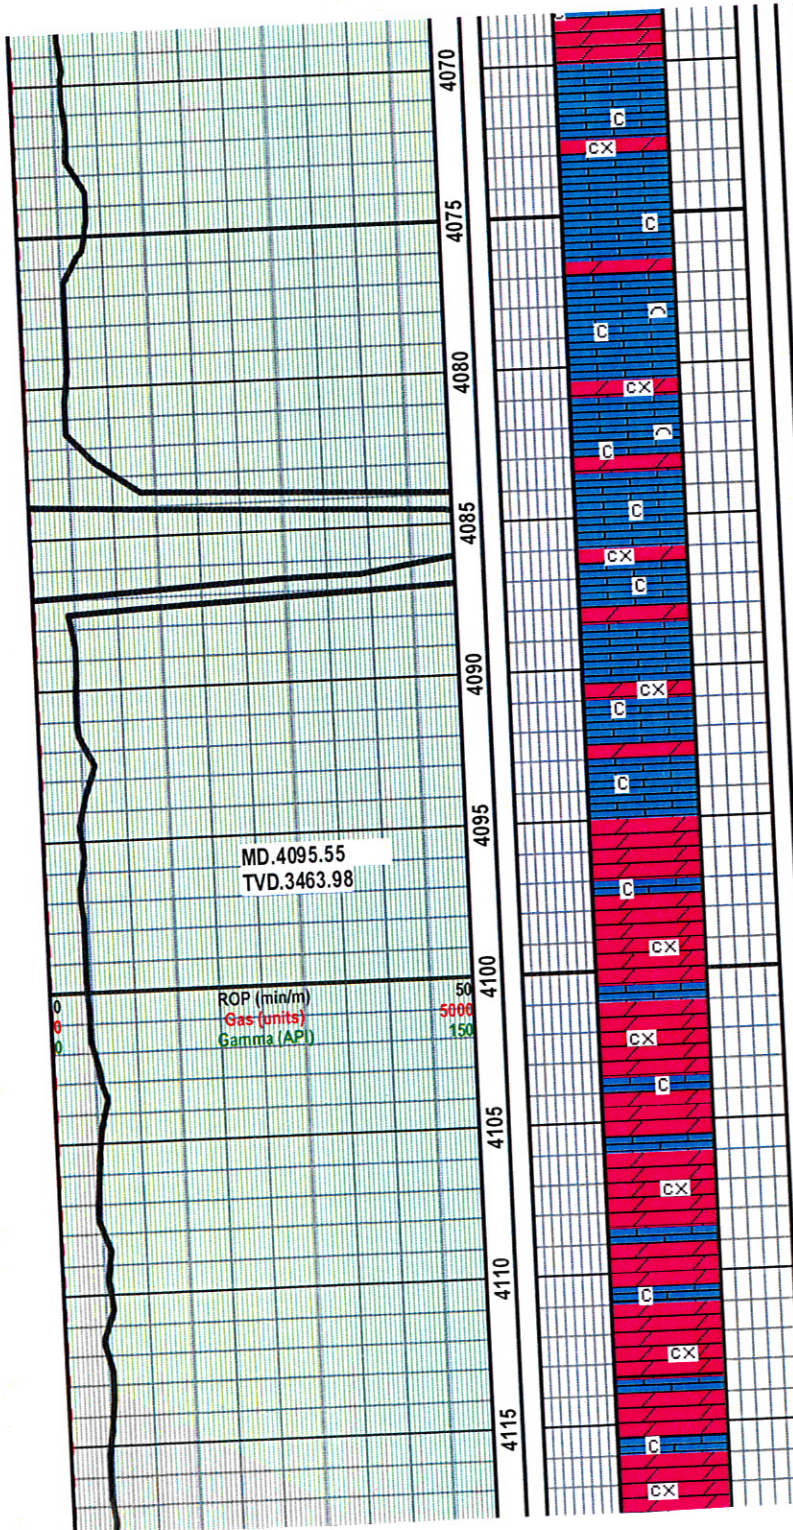 4070
C
CX
4075
C
C
4080
CX
C
4085
C
CX
C
4090
CX
C
C
4095
MD.4095.55
TVD.3463.98
C
CX
4100
0 ROP (min/m) 50
0 Gas (units) 5000
0 Gamma (API) 150
CX
C
4105
CX
4110
C
CX
4115
C
CX